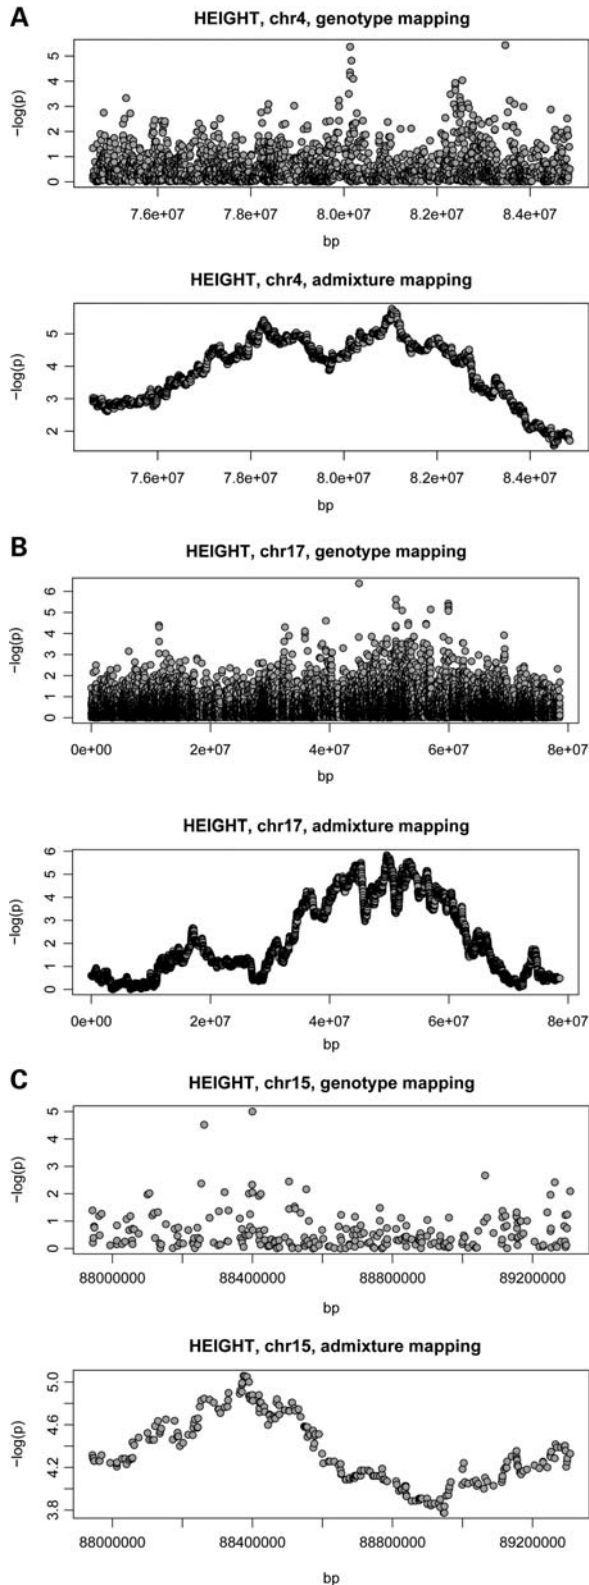 A
HEIGHT, chr4, genotype mapping
5
4
3
2
1
0
−log(p)
7.6e+07 7.8e+07 8.0e+07 8.2e+07 8.4e+07
bp
HEIGHT, chr4, admixture mapping
5
4
3
2
−log(p)
7.6e+07 7.8e+07 8.0e+07 8.2e+07 8.4e+07
bp
B
HEIGHT, chr17, genotype mapping
6
5
4
3
2
1
0
−log(p)
0e+00 2e+07 4e+07 6e+07 8e+07
bp
HEIGHT, chr17, admixture mapping
6
5
4
3
2
1
0
−log(p)
0e+00 2e+07 4e+07 6e+07 8e+07
bp
C
HEIGHT, chr15, genotype mapping
5
4
3
2
1
0
−log(p)
88000000 88400000 88800000 89200000
bp
HEIGHT, chr15, admixture mapping
5.0
4.6
4.2
3.8
−log(p)
88000000 88400000 88800000 89200000
bp